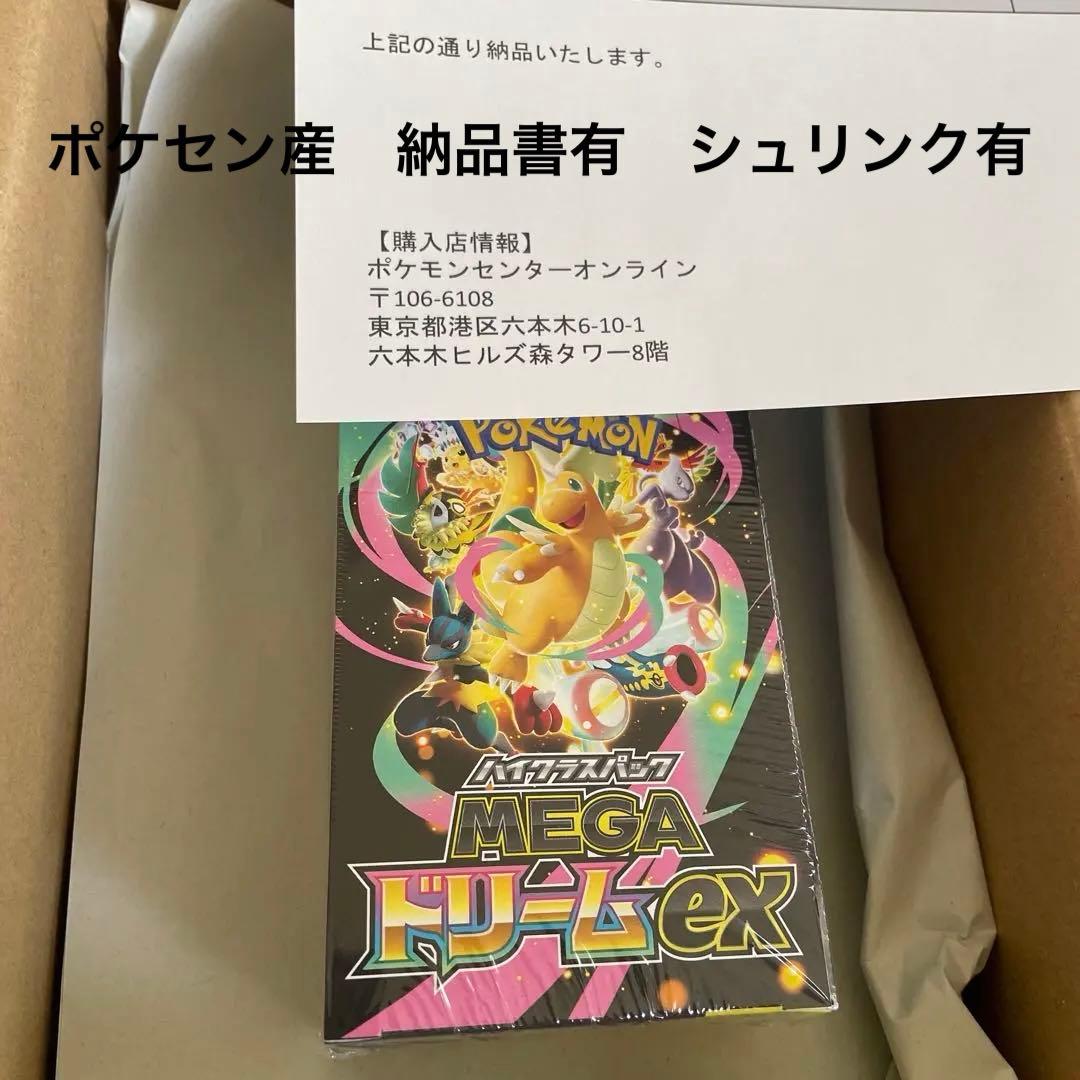 上記の通り納品いたします。
ポケセン産　納品書有　シュリンク有
【購入店情報】
ポケモンセンターオンライン
〒106-6108
東京都港区六本木6-10-1
六本木ヒルズ森タワー8階
POKéMON
ハイクラスパック
MEGA
ドリームex